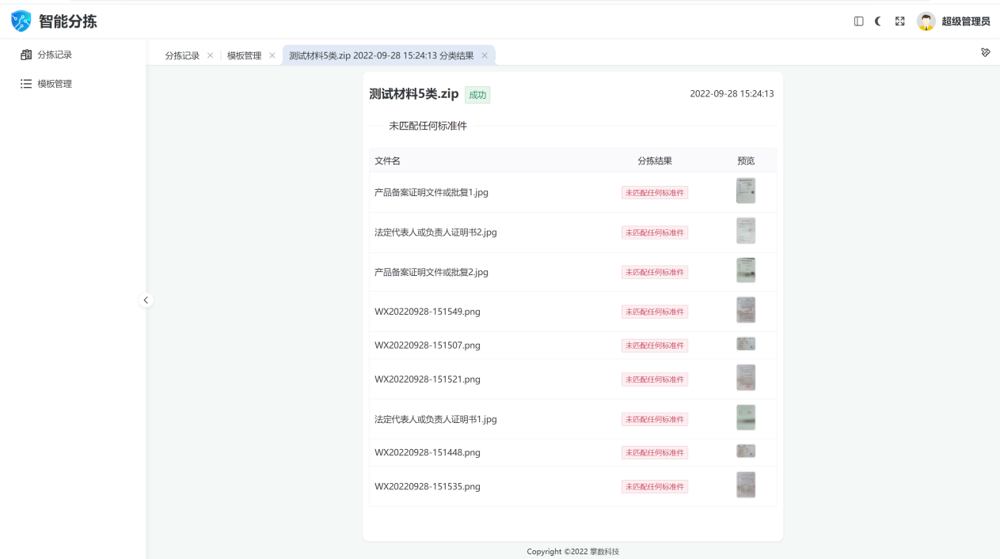 智能分拣
超级管理员
分拣记录
模板管理
分拣记录 模板管理 测试材料5类.zip 2022-09-28 15:24:13 分类结果
测试材料5类.zip 成功 2022-09-28 15:24:13
未匹配任何标准件
文件名 分拣结果 预览
产品备案证明文件或批复1.jpg 未匹配任何标准件
法定代表人或负责人证明书2.jpg 未匹配任何标准件
产品备案证明文件或批复2.jpg 未匹配任何标准件
WX20220928-151549.png 未匹配任何标准件
WX20220928-151507.png 未匹配任何标准件
WX20220928-151521.png 未匹配任何标准件
法定代表人或负责人证明书1.jpg 未匹配任何标准件
WX20220928-151448.png 未匹配任何标准件
WX20220928-151535.png 未匹配任何标准件
Copyright ©2022 掌数科技